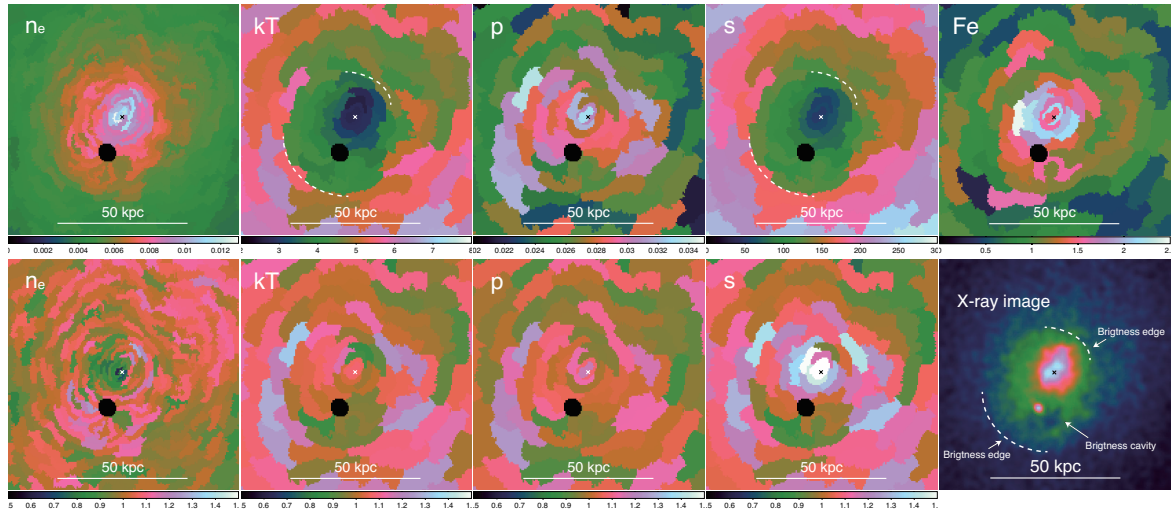 nₑ kT p s Fe
50 kpc 50 kpc 50 kpc 50 kpc 50 kpc
0.002 0.004 0.006 0.008 0.01 0.012 4 5 6 7 0.022 0.024 0.026 0.028 0.03 0.032 0.034 50 100 150 200 250 0.5 1 1.5 2
nₑ kT p s X-ray image
Brigtness edge
Brigtness cavity
Brigtness edge
50 kpc 50 kpc 50 kpc 50 kpc 50 kpc
0.6 0.7 0.8 0.9 1 1.1 1.2 1.3 1.4 0.6 0.7 0.8 0.9 1 1.1 1.2 1.3 1.4 0.6 0.7 0.8 0.9 1 1.1 1.2 1.3 1.4 0.6 0.7 0.8 0.9 1 1.1 1.2 1.3 1.4